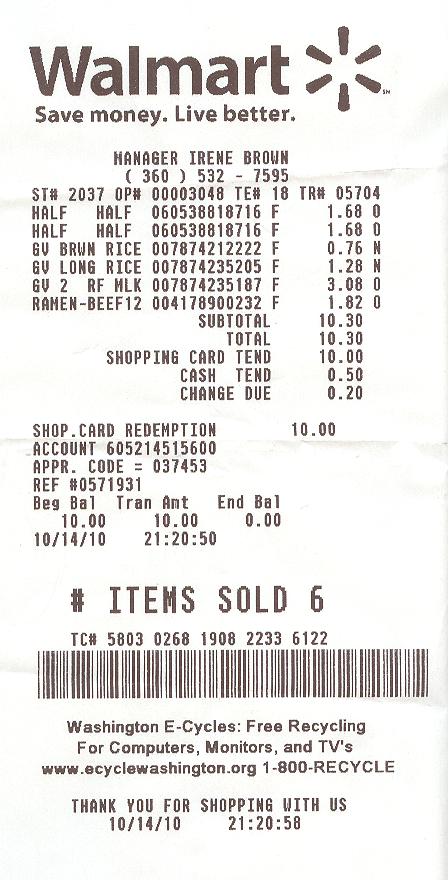 Walmart
Save money. Live better.
MANAGER IRENE BROWN
( 360 ) 532 - 7595
ST# 2037 OP# 00003048 TE# 18 TR# 05704
HALF HALF 060538818716 F 1.68 O
HALF HALF 060538818716 F 1.68 O
GV BRWN RICE 007874212222 F 0.76 N
GV LONG RICE 007874235205 F 1.28 N
GV 2 RF MLK 007874235187 F 3.08 O
RAMEN-BEEF12 004178900232 F 1.82 O
SUBTOTAL 10.30
TOTAL 10.30
SHOPPING CARD TEND 10.00
CASH TEND 0.50
CHANGE DUE 0.20
SHOP.CARD REDEMPTION 10.00
ACCOUNT 605214515600
APPR. CODE = 037453
REF #0571931
Beg Bal Tran Amt End Bal
10.00 10.00 0.00
10/14/10 21:20:50
# ITEMS SOLD 6
TC# 5803 0268 1908 2233 6122
Washington E-Cycles: Free Recycling
For Computers, Monitors, and TV's
www.ecyclewashington.org 1-800-RECYCLE
THANK YOU FOR SHOPPING WITH US
10/14/10 21:20:58